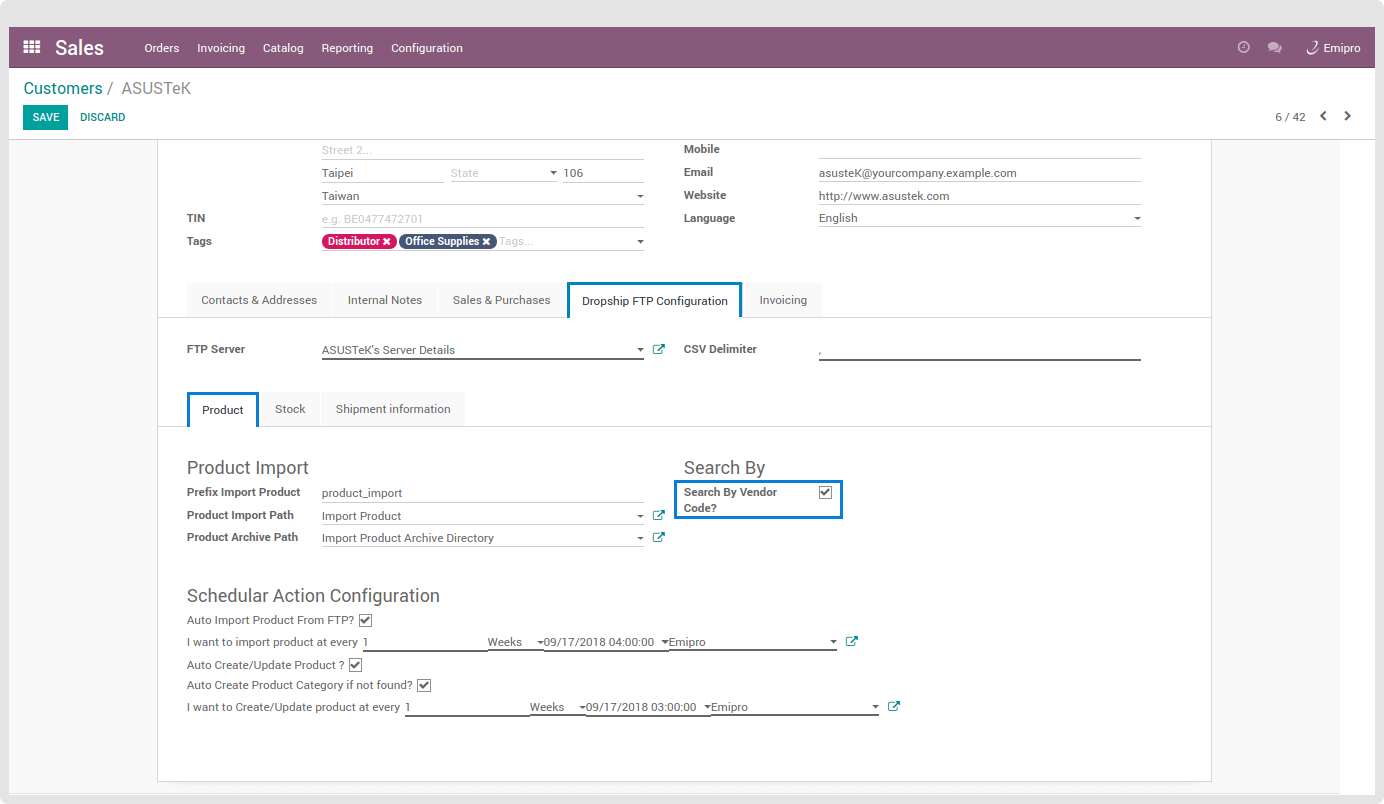 Sales Orders Invoicing Catalog Reporting Configuration Emipro
Customers / ASUSTeK
SAVE DISCARD 6 / 42
Street 2... Mobile
Taipei State 106 Email asusteK@yourcompany.example.com
Taiwan Website http://www.asustek.com
TIN e.g. BE0477472701 Language English
Tags Distributor Office Supplies Tags...
Contacts & Addresses Internal Notes Sales & Purchases Dropship FTP Configuration Invoicing
FTP Server ASUSTeK's Server Details CSV Delimiter ,
Product Stock Shipment information
Product Import Search By
Prefix Import Product product_import Search By Vendor
Code?
Product Import Path Import Product
Product Archive Path Import Product Archive Directory
Schedular Action Configuration
Auto Import Product From FTP?
I want to import product at every 1 Weeks 09/17/2018 04:00:00 Emipro
Auto Create/Update Product ?
Auto Create Product Category if not found?
I want to Create/Update product at every 1 Weeks 09/17/2018 03:00:00 Emipro